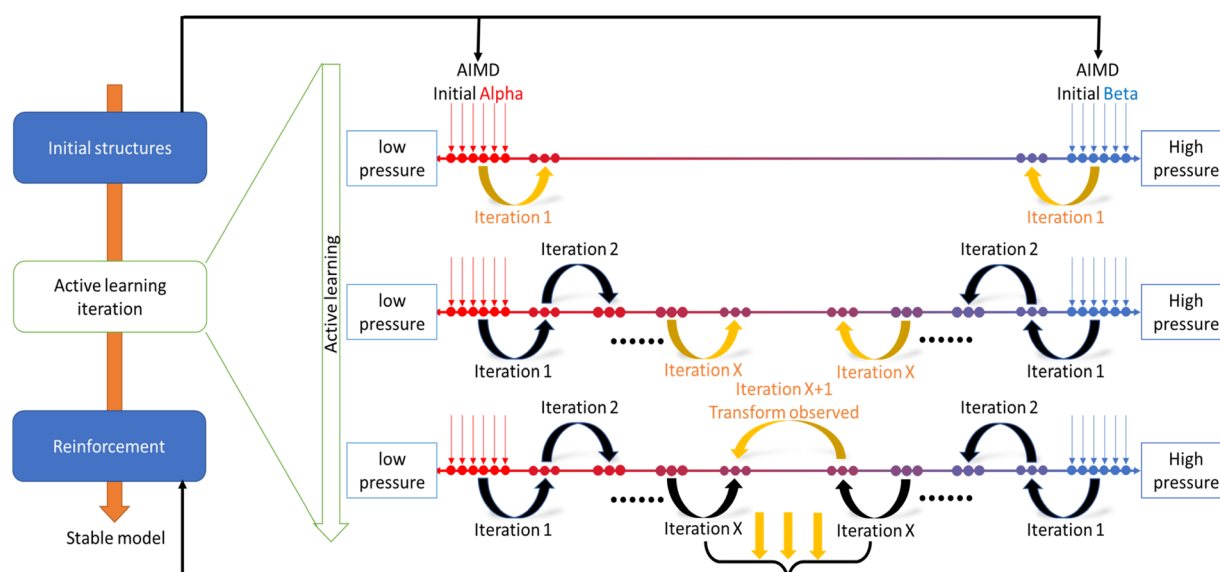 Initial structures
Active learning
iteration
Reinforcement
Stable model
Active learning
AIMD
Initial Alpha
AIMD
Initial Beta
low
pressure
High
pressure
Iteration 1
Iteration 1
Iteration 2
Iteration 2
low
pressure
High
pressure
Iteration 1
Iteration X
Iteration X
Iteration 1
Iteration X+1
Transform observed
Iteration 2
Iteration 2
low
pressure
High
pressure
Iteration 1
Iteration X
Iteration X
Iteration 1